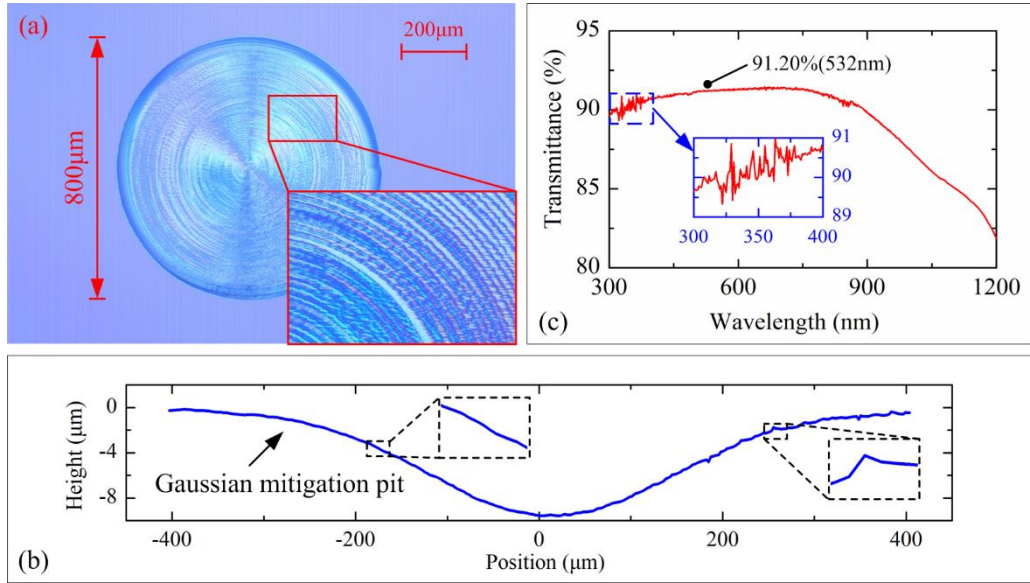 (a)
200μm
800μm
95
90
85
80
Transmittance (%)
91.20%(532nm)
91
90
89
300
350
400
300
600
900
1200
Wavelength (nm)
(c)
0
-4
-8
Height (μm)
Gaussian mitigation pit
-400
-200
0
200
400
Position (μm)
(b)